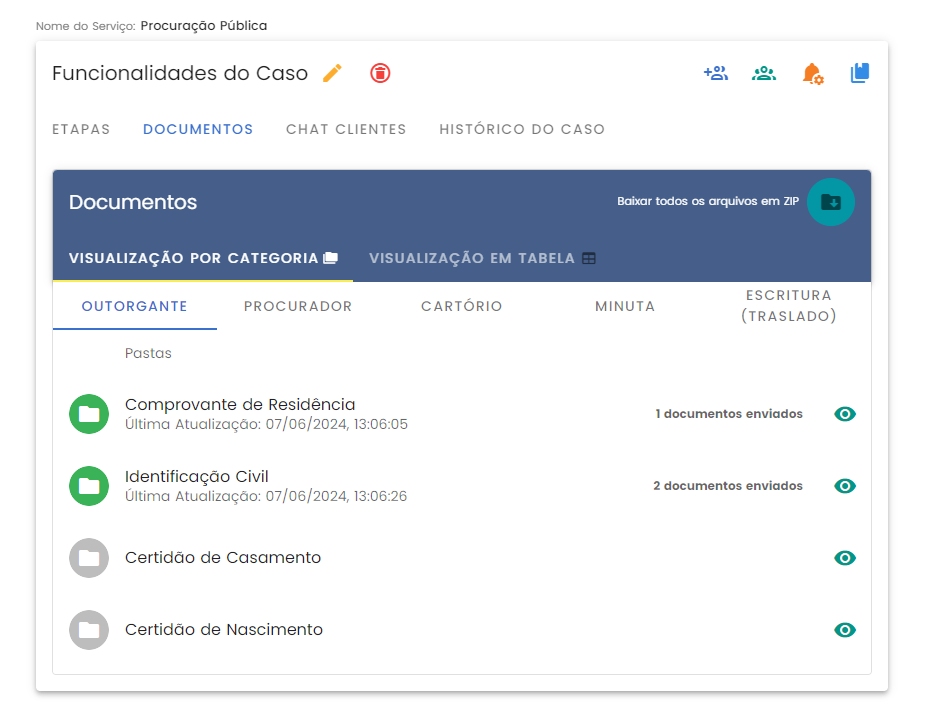 Nome do Serviço: Procuração Pública
Funcionalidades do Caso
ETAPAS DOCUMENTOS CHAT CLIENTES HISTÓRICO DO CASO
Documentos
Baixar todos os arquivos em ZIP
VISUALIZAÇÃO POR CATEGORIA VISUALIZAÇÃO EM TABELA
OUTORGANTE PROCURADOR CARTÓRIO MINUTA ESCRITURA
(TRASLADO)
Pastas
Comprovante de Residência
Última Atualização: 07/06/2024, 13:06:05
1 documentos enviados
Identificação Civil
Última Atualização: 07/06/2024, 13:06:26
2 documentos enviados
Certidão de Casamento
Certidão de Nascimento